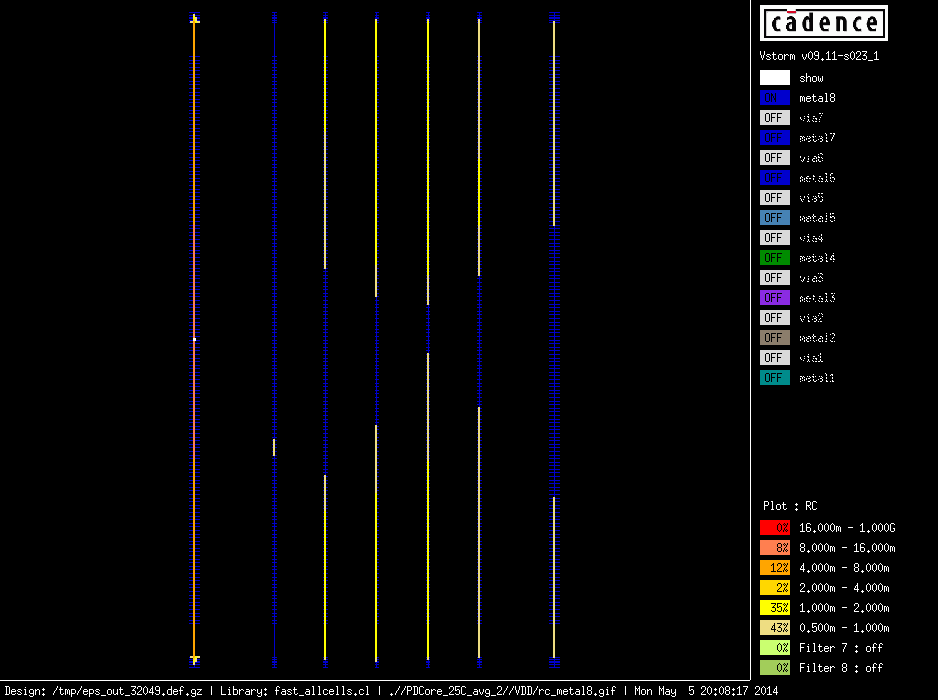 cādence
Vstorm v09.11-s023_1
show
metal8
OFF via7
metal7
OFF via6
metal6
OFF via5
OFF metal5
OFF via4
OFF metal4
OFF via3
OFF metal3
OFF via2
OFF metal2
OFF via1
OFF metal1
Plot : RC
0% 16.000m - 1.000G
8% 8.000m - 16.000m
12% 4.000m - 8.000m
2% 2.000m - 4.000m
35% 1.000m - 2.000m
43% 0.500m - 1.000m
0% Filter 7 : off
0% Filter 8 : off
Design: /tmp/eps_out_32049.def.gz | Library: fast_allcells.cl | .//PDCore_25C_avg_2//VDD/rc_metal8.gif | Mon May 5 20:08:17 2014